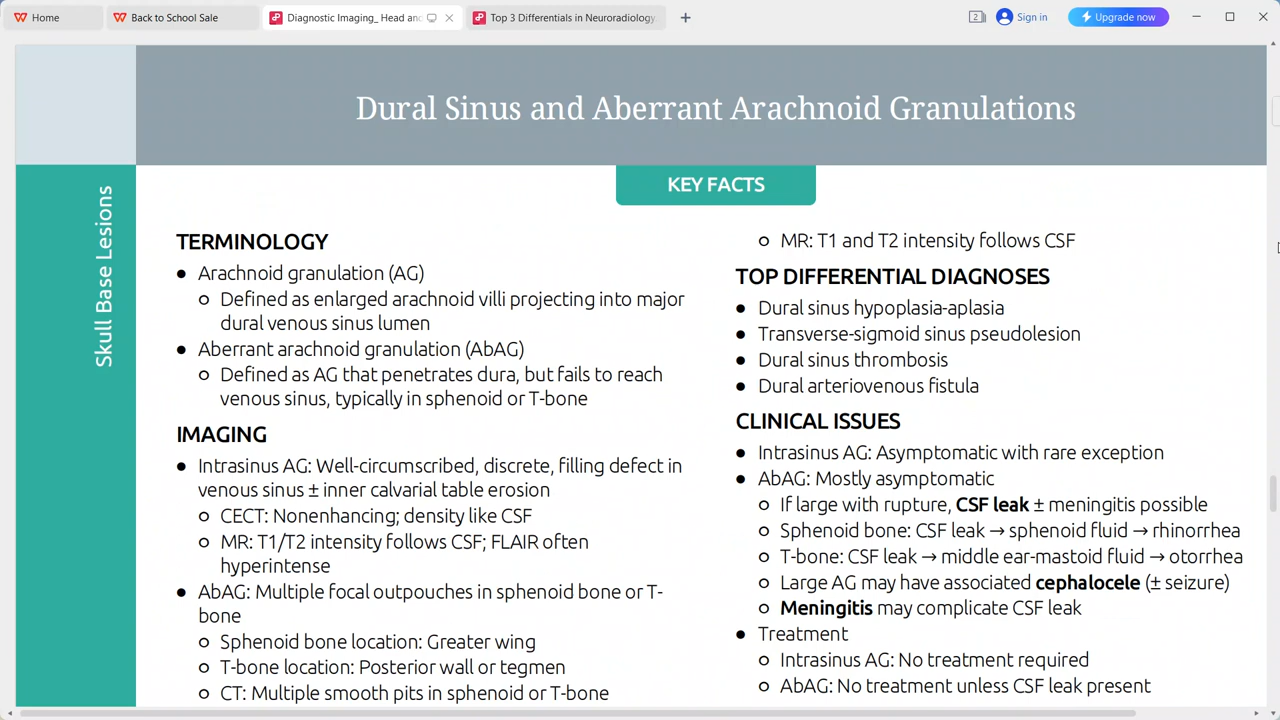 Home
Back to School Sale
Diagnostic Imaging_ Head and
Top 3 Differentials in Neuroradiology
2
Sign in
Upgrade now
Dural Sinus and Aberrant Arachnoid Granulations
Skull Base Lesions
KEY FACTS
TERMINOLOGY
● Arachnoid granulation (AG)
○ Defined as enlarged arachnoid villi projecting into major
dural venous sinus lumen
● Aberrant arachnoid granulation (AbAG)
○ Defined as AG that penetrates dura, but fails to reach
venous sinus, typically in sphenoid or T-bone
IMAGING
● Intrasinus AG: Well-circumscribed, discrete, filling defect in
venous sinus ± inner calvarial table erosion
○ CECT: Nonenhancing; density like CSF
○ MR: T1/T2 intensity follows CSF; FLAIR often
hyperintense
● AbAG: Multiple focal outpouches in sphenoid bone or T-
bone
○ Sphenoid bone location: Greater wing
○ T-bone location: Posterior wall or tegmen
○ CT: Multiple smooth pits in sphenoid or T-bone
○ MR: T1 and T2 intensity follows CSF
TOP DIFFERENTIAL DIAGNOSES
● Dural sinus hypoplasia-aplasia
● Transverse-sigmoid sinus pseudolesion
● Dural sinus thrombosis
● Dural arteriovenous fistula
CLINICAL ISSUES
● Intrasinus AG: Asymptomatic with rare exception
● AbAG: Mostly asymptomatic
○ If large with rupture, CSF leak ± meningitis possible
○ Sphenoid bone: CSF leak → sphenoid fluid → rhinorrhea
○ T-bone: CSF leak → middle ear-mastoid fluid → otorrhea
○ Large AG may have associated cephalocele (± seizure)
○ Meningitis may complicate CSF leak
● Treatment
○ Intrasinus AG: No treatment required
○ AbAG: No treatment unless CSF leak present